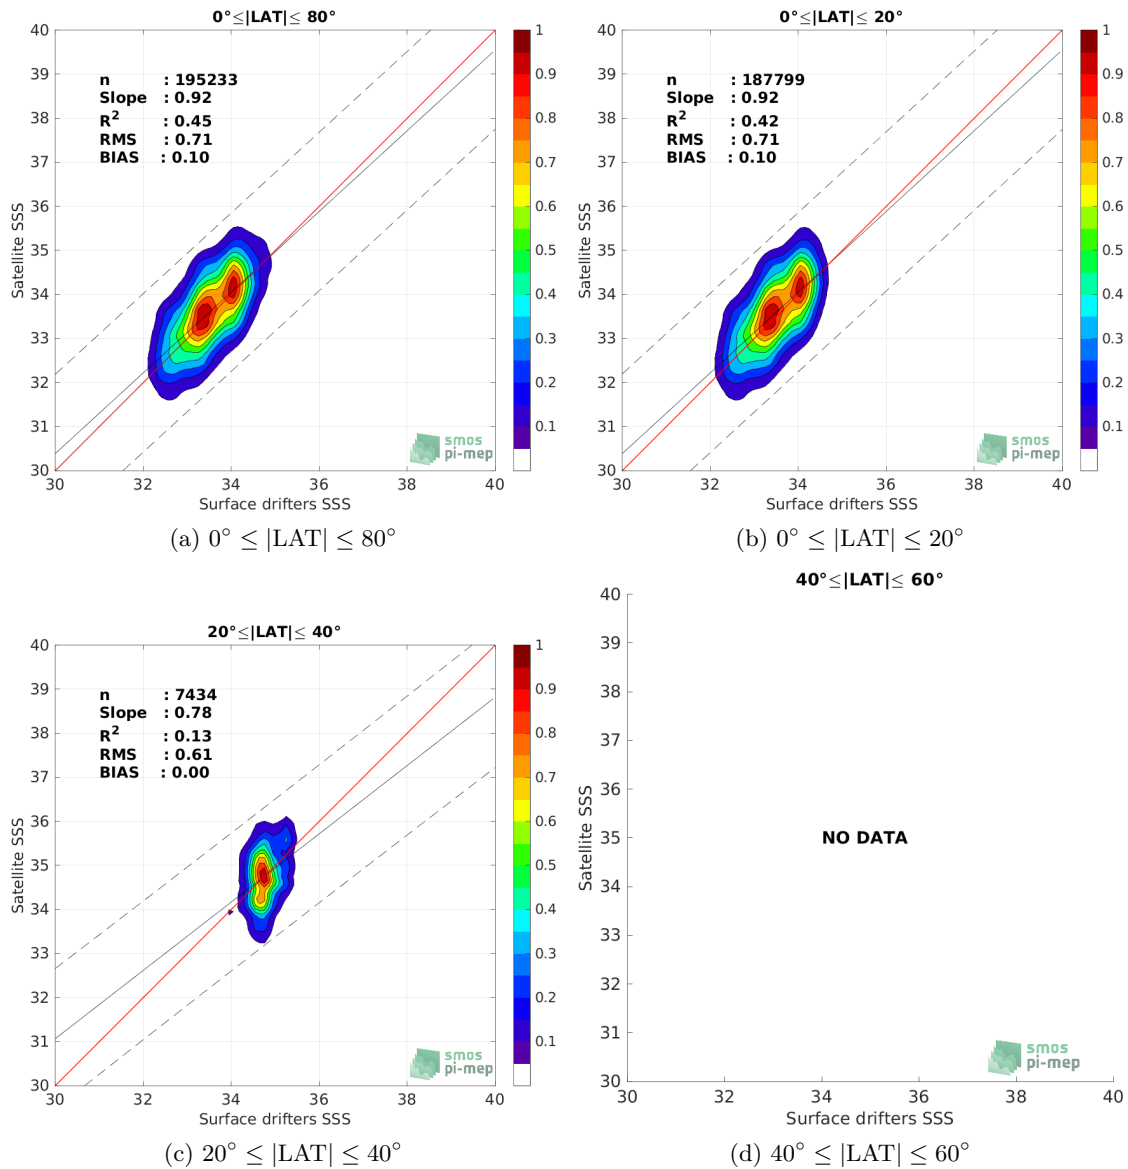 0°≤|LAT|≤ 80°
40
39
38
37
36
35
34
33
32
31
30
Satellite SSS
n : 195233
Slope : 0.92
R2 : 0.45
RMS : 0.71
BIAS : 0.10
smos
pi-mep
30 32 34 36 38 40
Surface drifters SSS
1
0.9
0.8
0.7
0.6
0.5
0.4
0.3
0.2
0.1
(a) 0° ≤ |LAT| ≤ 80°
0°≤|LAT|≤ 20°
40
39
38
37
36
35
34
33
32
31
30
Satellite SSS
n : 187799
Slope : 0.92
R2 : 0.42
RMS : 0.71
BIAS : 0.10
smos
pi-mep
30 32 34 36 38 40
Surface drifters SSS
1
0.9
0.8
0.7
0.6
0.5
0.4
0.3
0.2
0.1
(b) 0° ≤ |LAT| ≤ 20°
20°≤|LAT|≤ 40°
40
39
38
37
36
35
34
33
32
31
30
Satellite SSS
n : 7434
Slope : 0.78
R2 : 0.13
RMS : 0.61
BIAS : 0.00
smos
pi-mep
30 32 34 36 38 40
Surface drifters SSS
1
0.9
0.8
0.7
0.6
0.5
0.4
0.3
0.2
0.1
(c) 20° ≤ |LAT| ≤ 40°
40°≤|LAT|≤ 60°
40
39
38
37
36
35
34
33
32
31
30
Satellite SSS
NO DATA
smos
pi-mep
30 32 34 36 38 40
Surface drifters SSS
(d) 40° ≤ |LAT| ≤ 60°